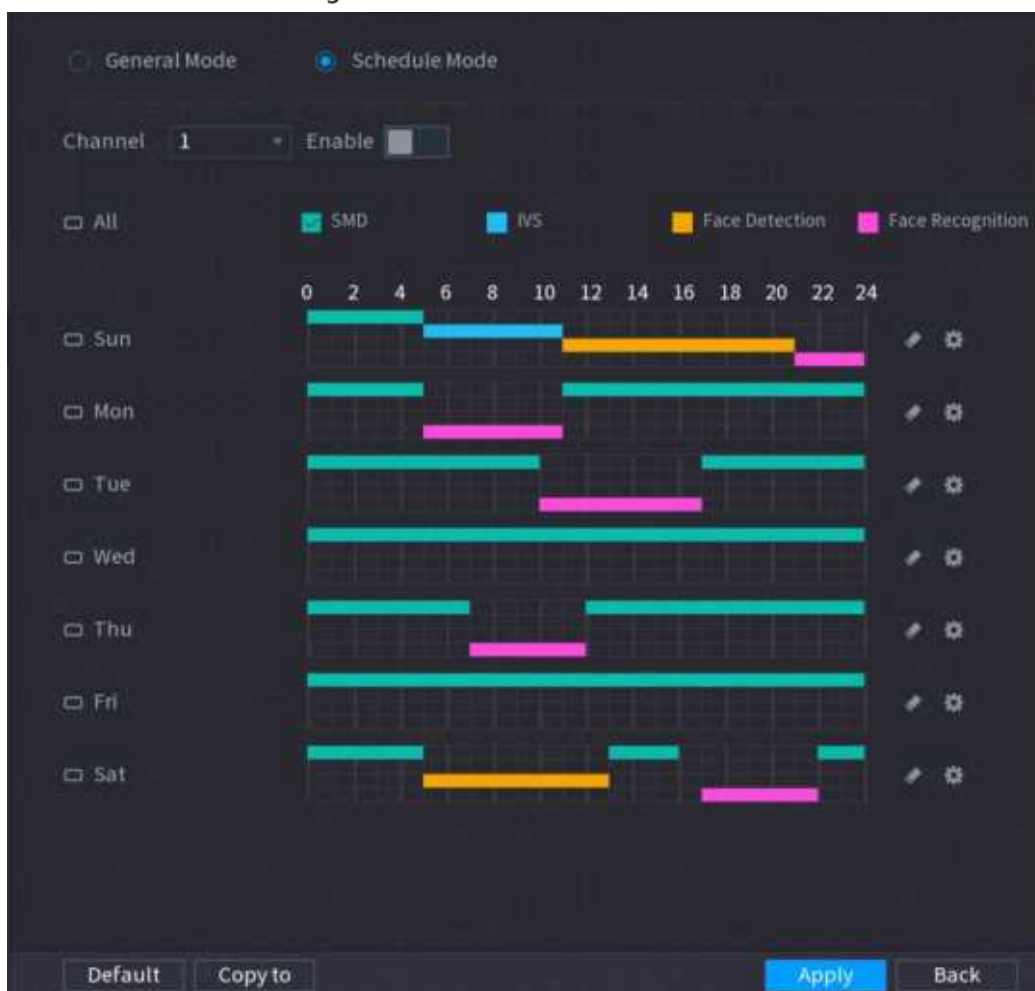 General Mode Schedule Mode
Channel 1 Enable
All SMD IVS Face Detection Face Recognition
0 2 4 6 8 10 12 14 16 18 20 22 24
Sun
Mon
Tue
Wed
Thu
Fri
Sat
Default Copy to Apply Back